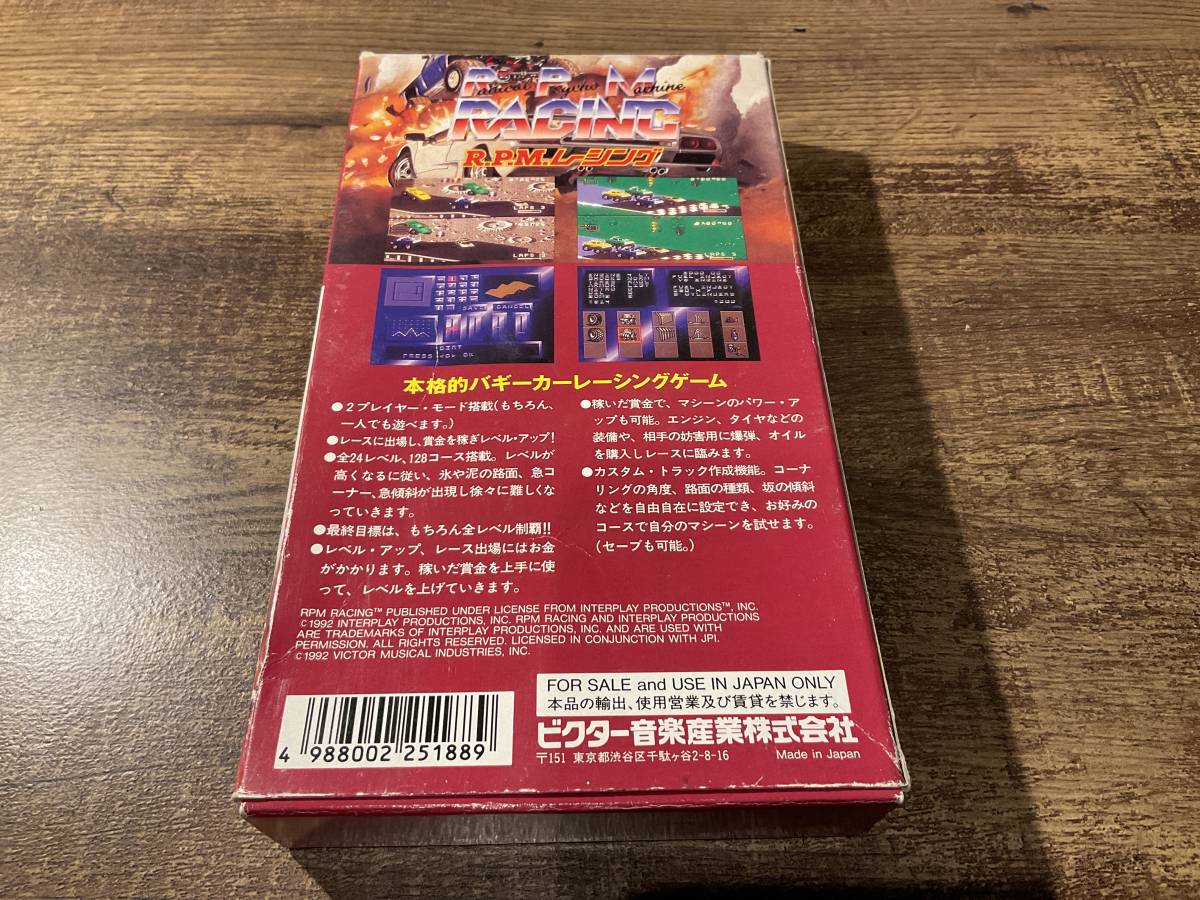 R. P. M.
Radical Psycho Machine
RACING
R.P.M.レーシング
LAPS 3
LAPS 5
LAPS 3
LAPS 5
SAVE CANCEL
DIRT
本格的バギーカーレーシングゲーム
●2プレイヤー・モード搭載(もちろん、
一人でも遊べます。)
●レースに出場し、賞金を稼ぎレベル・アップ!
●全24レベル、128コース搭載。レベルが
高くなるに従い、氷や泥の路面、急コ
ーナー、急傾斜が出現し徐々に難しくな
っていきます。
●最終目標は、もちろん全レベル制覇!!
●レベル・アップ、レース出場にはお金
がかかります。稼いだ賞金を上手に使
って、レベルを上げていきます。
●稼いだ賞金で、マシーンのパワー・ア
ップも可能。エンジン、タイヤなどの
装備や、相手の妨害用に爆弾、オイル
を購入しレースに臨みます。
●カスタム・トラック作成機能。コーナ
リングの角度、路面の種類、坂の傾斜
などを自由自在に設定でき、お好みの
コースで自分のマシーンを試せます。
(セーブも可能。)
RPM RACING™ PUBLISHED UNDER LICENSE FROM INTERPLAY PRODUCTIONS™, INC.
©1992 INTERPLAY PRODUCTIONS, INC. RPM RACING AND INTERPLAY PRODUCTIONS
ARE TRADEMARKS OF INTERPLAY PRODUCTIONS, INC. AND ARE USED WITH
PERMISSION. ALL RIGHTS RESERVED. LICENSED IN CONJUNCTION WITH JPI.
©1992 VICTOR MUSICAL INDUSTRIES, INC.
FOR SALE and USE IN JAPAN ONLY
本品の輸出、使用営業及び賃貸を禁じます。
ビクター音楽産業株式会社
〒151 東京都渋谷区千駄ヶ谷2-8-16
Made in Japan
4 988002 251889